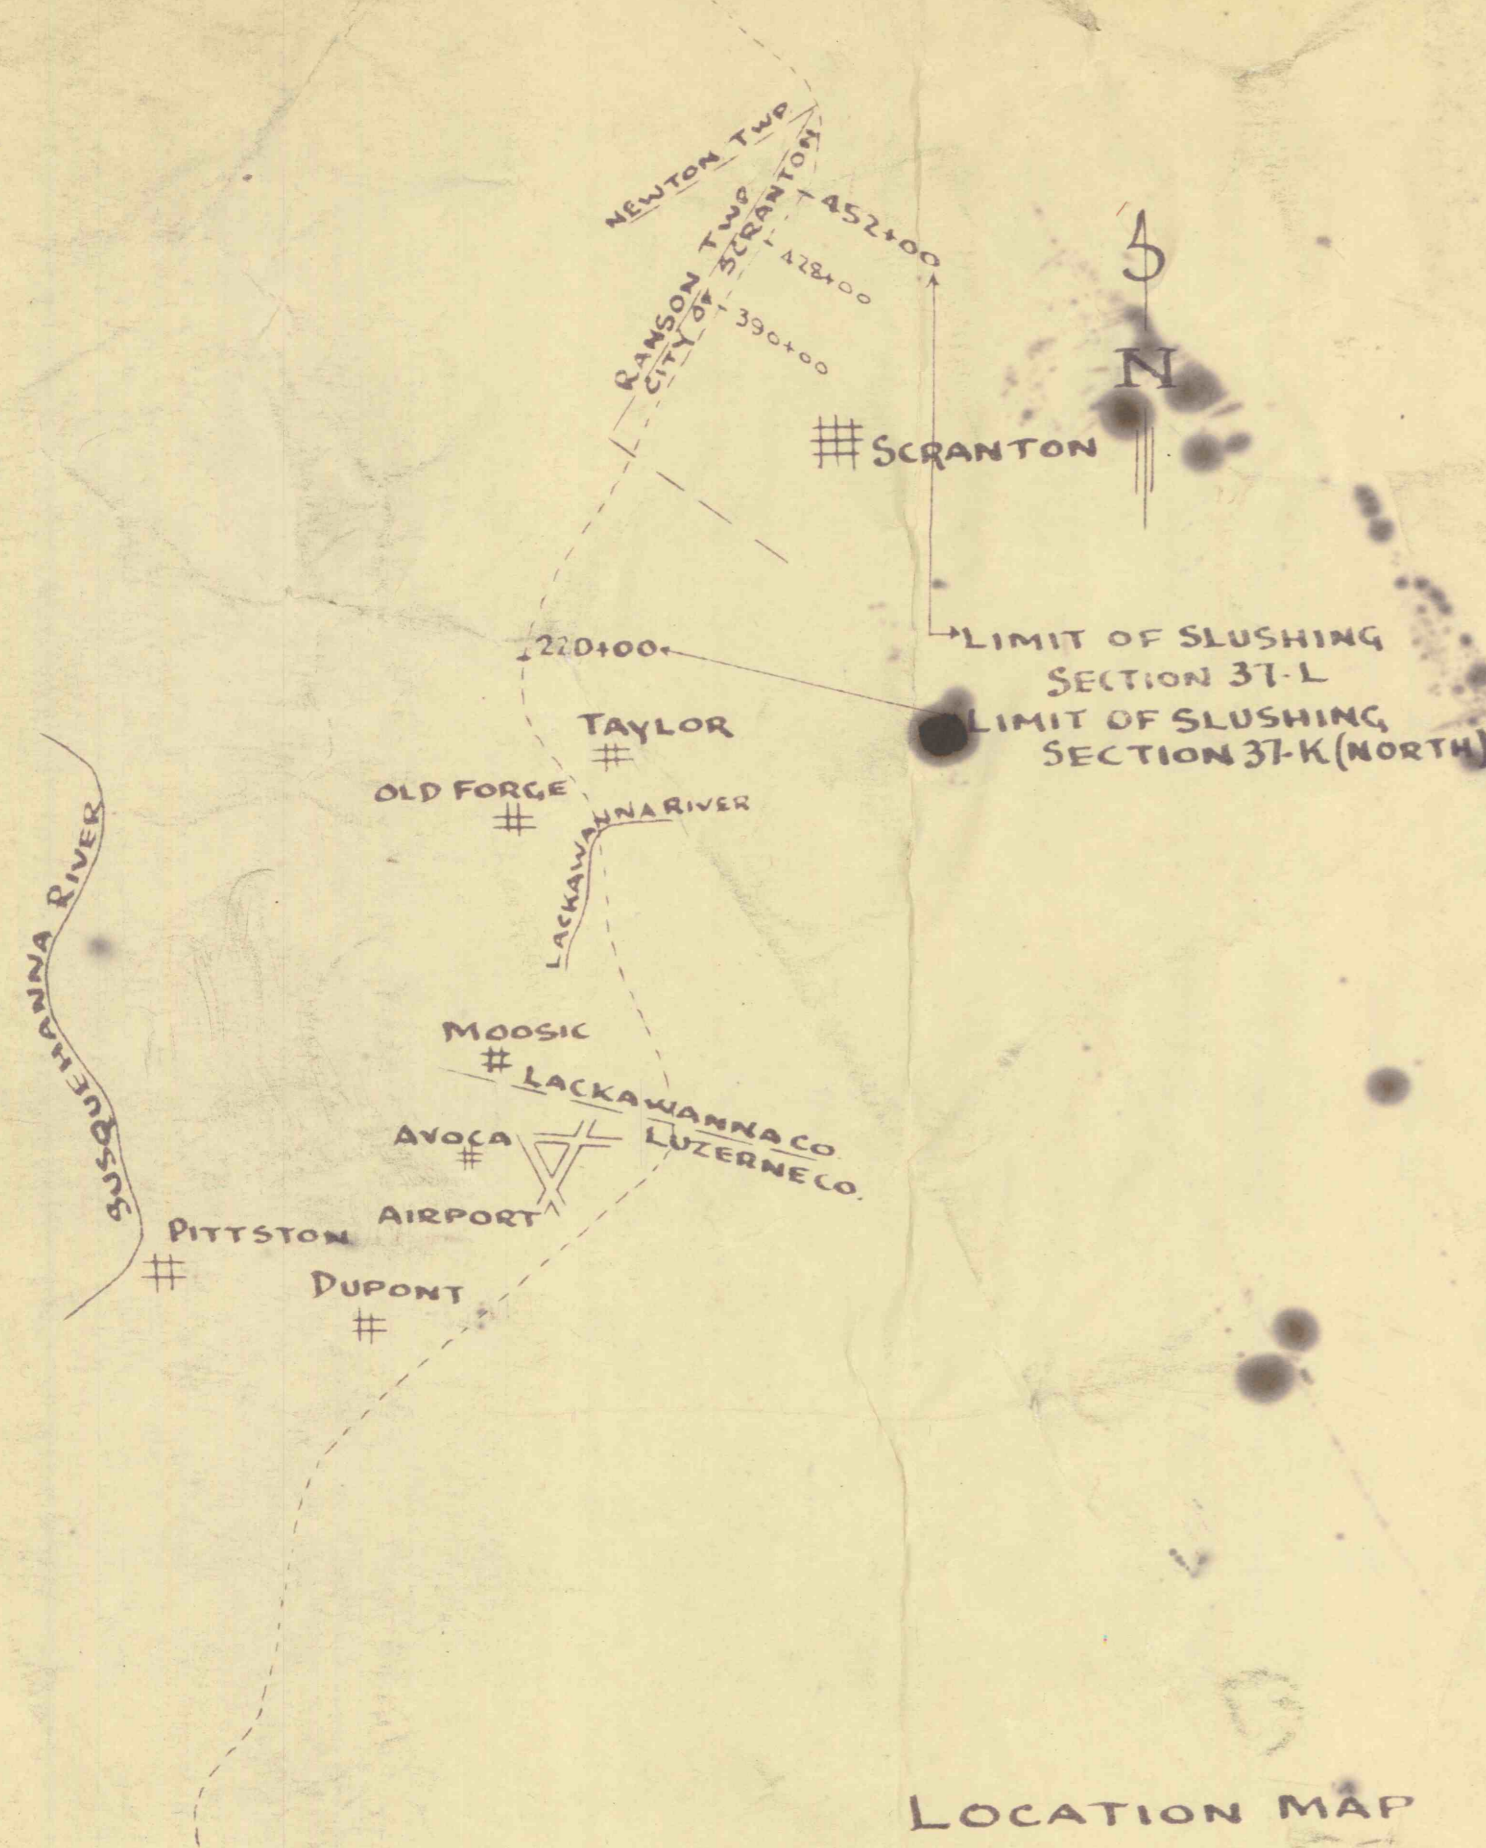 NEWTON TWP
RANSON TWP
CITY OF SCRANTON
452+00
428+00
390+00
N
SCRANTON
220+00
LIMIT OF SLUSHING
SECTION 37-L
LIMIT OF SLUSHING
SECTION 37-K (NORTH)
TAYLOR
OLD FORGE
LACKAWANNA RIVER
SUSQUEHANNA RIVER
MOOSIC
LACKAWANNA CO.
LUZERNE CO.
AVOCA
AIRPORT
PITTSTON
DUPONT
LOCATION MAP